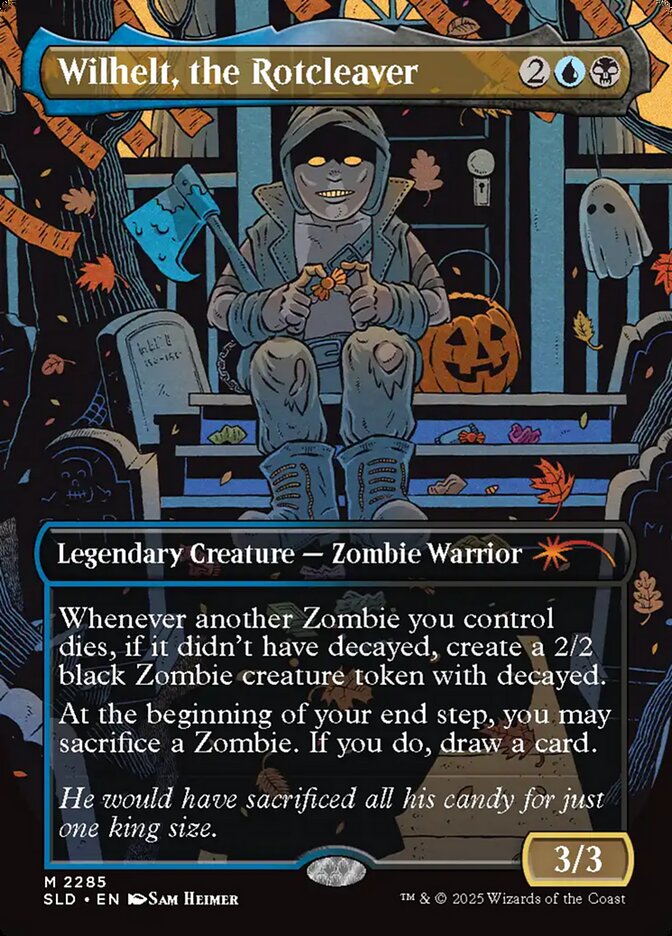 Wilhelt, the Rotcleaver 2
Legendary Creature — Zombie Warrior
Whenever another Zombie you control
dies, if it didn't have decayed, create a 2/2
black Zombie creature token with decayed.
At the beginning of your end step, you may
sacrifice a Zombie. If you do, draw a card.
He would have sacrificed all his candy for just
one king size.
3/3
M 2285
SLD • EN SAM HEIMER
™ & © 2025 Wizards of the Coast